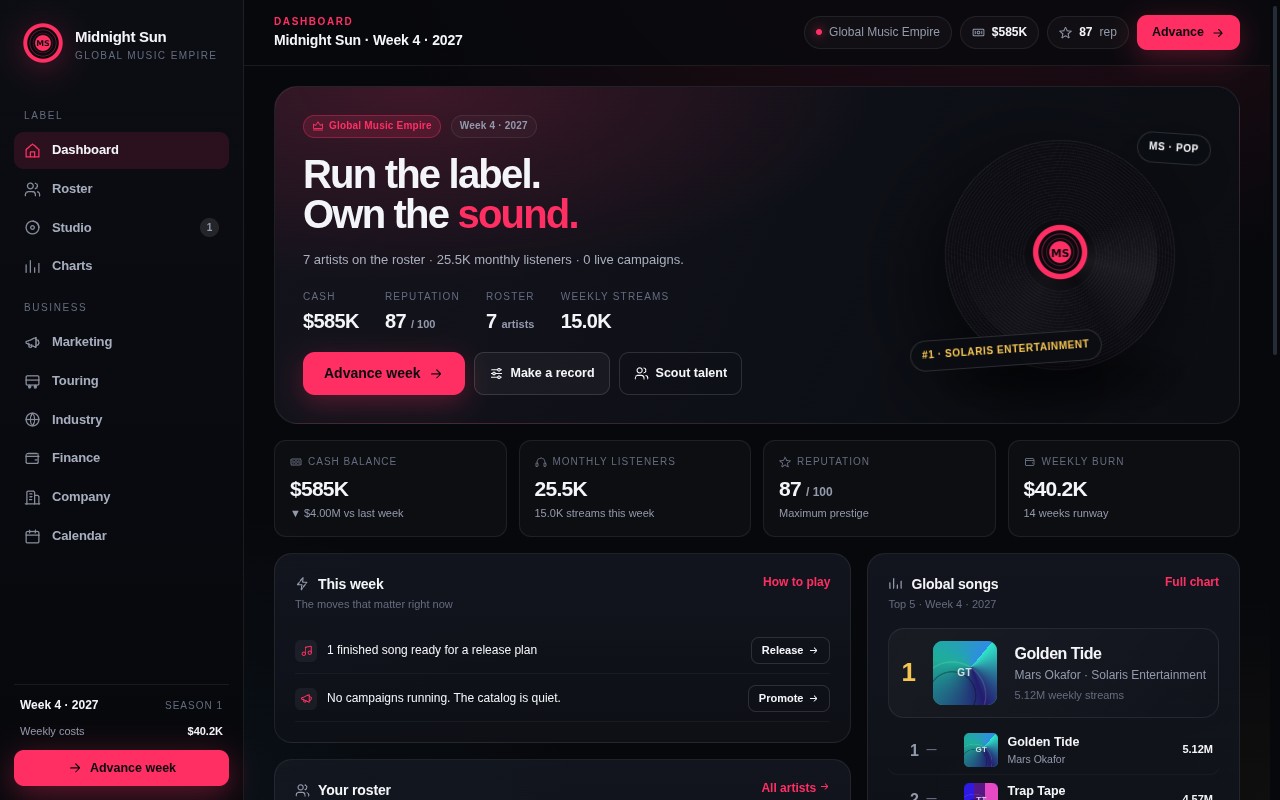 MS
Midnight Sun
GLOBAL MUSIC EMPIRE
LABEL
Dashboard
Roster
Studio 1
Charts
BUSINESS
Marketing
Touring
Industry
Finance
Company
Calendar
Week 4 · 2027 SEASON 1
Weekly costs $40.2K
→ Advance week
DASHBOARD
Midnight Sun · Week 4 · 2027
Global Music Empire
$585K
87 rep
Advance →
Global Music Empire
Week 4 · 2027
Run the label.
Own the sound.
7 artists on the roster · 25.5K monthly listeners · 0 live campaigns.
CASH
$585K
REPUTATION
87 / 100
ROSTER
7 artists
WEEKLY STREAMS
15.0K
Advance week →
Make a record
Scout talent
MS · POP
MS
#1 · SOLARIS ENTERTAINMENT
CASH BALANCE
$585K
▼ $4.00M vs last week
MONTHLY LISTENERS
25.5K
15.0K streams this week
REPUTATION
87 / 100
Maximum prestige
WEEKLY BURN
$40.2K
14 weeks runway
This week
How to play
The moves that matter right now
1 finished song ready for a release plan
Release →
No campaigns running. The catalog is quiet.
Promote →
Your roster
All artists →
Global songs
Full chart
Top 5 · Week 4 · 2027
1
GT
Golden Tide
Mars Okafor · Solaris Entertainment
5.12M weekly streams
1 —
GT
Golden Tide
Mars Okafor
5.12M
2
TT
Trap Tape
4.57M